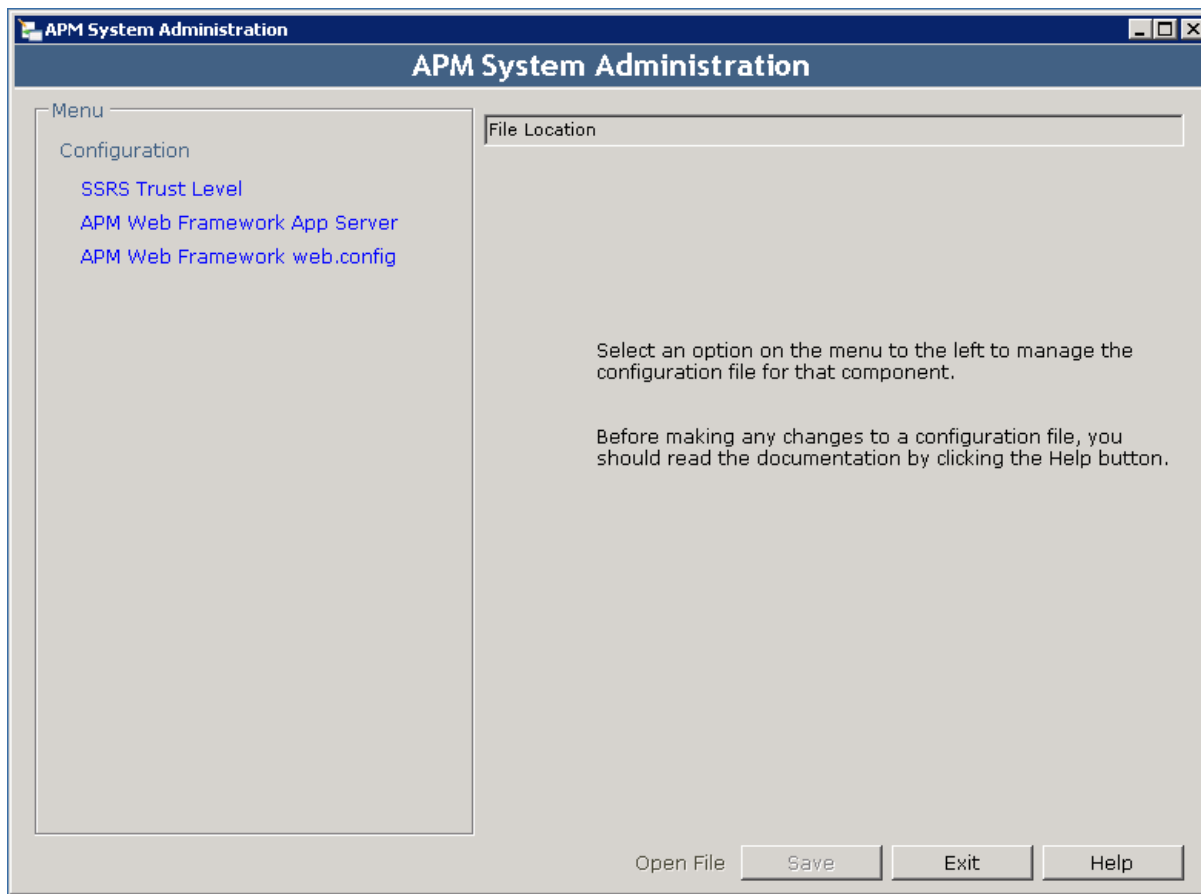 APM System Administration
APM System Administration
Menu
Configuration
SSRS Trust Level
APM Web Framework App Server
APM Web Framework web.config
File Location
Select an option on the menu to the left to manage the
configuration file for that component.
Before making any changes to a configuration file, you
should read the documentation by clicking the Help button.
Open File
Save
Exit
Help